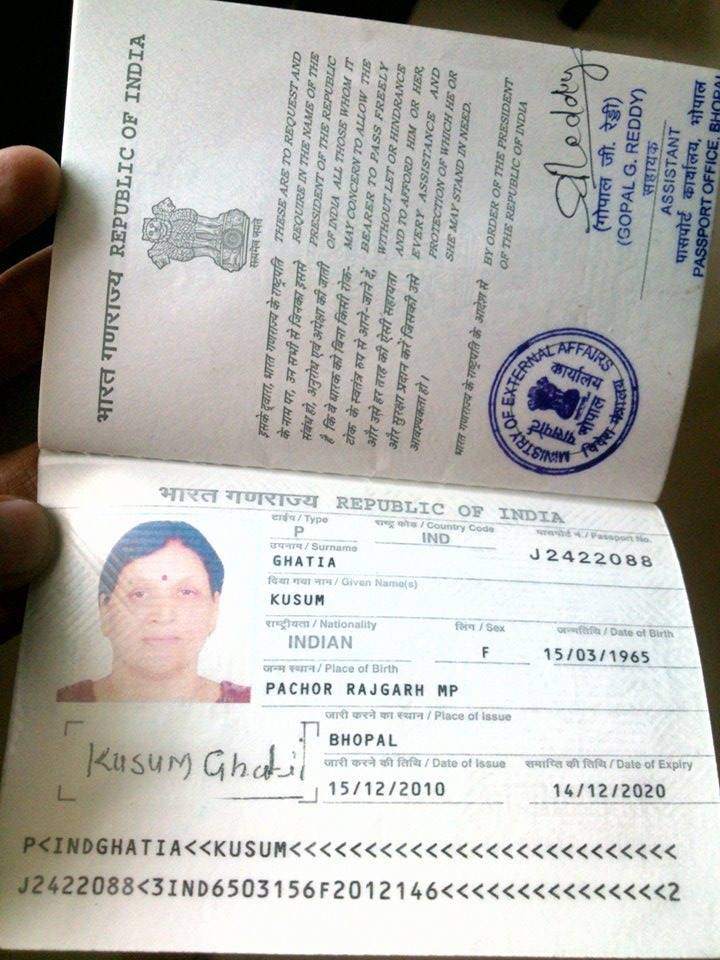 भारत गणराज्य REPUBLIC OF INDIA
सत्यमेव जयते
इसके द्वारा, भारत गणराज्य के राष्ट्रपति
के नाम पर, उन सभी से जिनका इससे
संबंध हो, अनुरोध एवं अपेक्षा की जाती
है कि वे धारक को बिना किसी रोक-
टोक के स्वतंत्र रूप से आने-जाने दें,
और उसे हर तरह की ऐसी सहायता
और सुरक्षा प्रदान करें जिसकी उसे
आवश्यकता हो।
THESE ARE TO REQUEST AND
REQUIRE IN THE NAME OF THE
PRESIDENT OF THE REPUBLIC
OF INDIA ALL THOSE WHOM IT
MAY CONCERN TO ALLOW THE
BEARER TO PASS FREELY
WITHOUT LET OR HINDRANCE
AND TO AFFORD HIM OR HER,
EVERY ASSISTANCE AND
PROTECTION OF WHICH HE OR
SHE MAY STAND IN NEED.
भारत गणराज्य के राष्ट्रपति के आदेश से
BY ORDER OF THE PRESIDENT
OF THE REPUBLIC OF INDIA
MINISTRY OF EXTERNAL AFFAIRS
पासपोर्ट कार्यालय
भोपाल
विदेश मंत्रालय
GReddy
(गोपाल जी. रेड्डी)
(GOPAL G. REDDY)
सहायक
ASSISTANT
पासपोर्ट कार्यालय, भोपाल
PASSPORT OFFICE, BHOPA
भारत गणराज्य REPUBLIC OF INDIA
टाईप / Type राष्ट्र कोड / Country Code पासपोर्ट नं. / Passport No.
P IND J2422088
उपनाम / Surname
GHATIA
दिया गया नाम / Given Name(s)
KUSUM
राष्ट्रीयता / Nationality लिंग / Sex जन्मतिथि / Date of Birth
INDIAN F 15/03/1965
जन्म स्थान / Place of Birth
PACHOR RAJGARH MP
जारी करने का स्थान / Place of Issue
BHOPAL
जारी करने की तिथि / Date of Issue समाप्ति की तिथि / Date of Expiry
15/12/2010 14/12/2020
Kusum Ghatia
P<INDGHATIA<<KUSUM<<<<<<<<<<<<<<<<<<<<<<<<<<
J2422088<3IND6503156F2012146<<<<<<<<<<<<<<<2